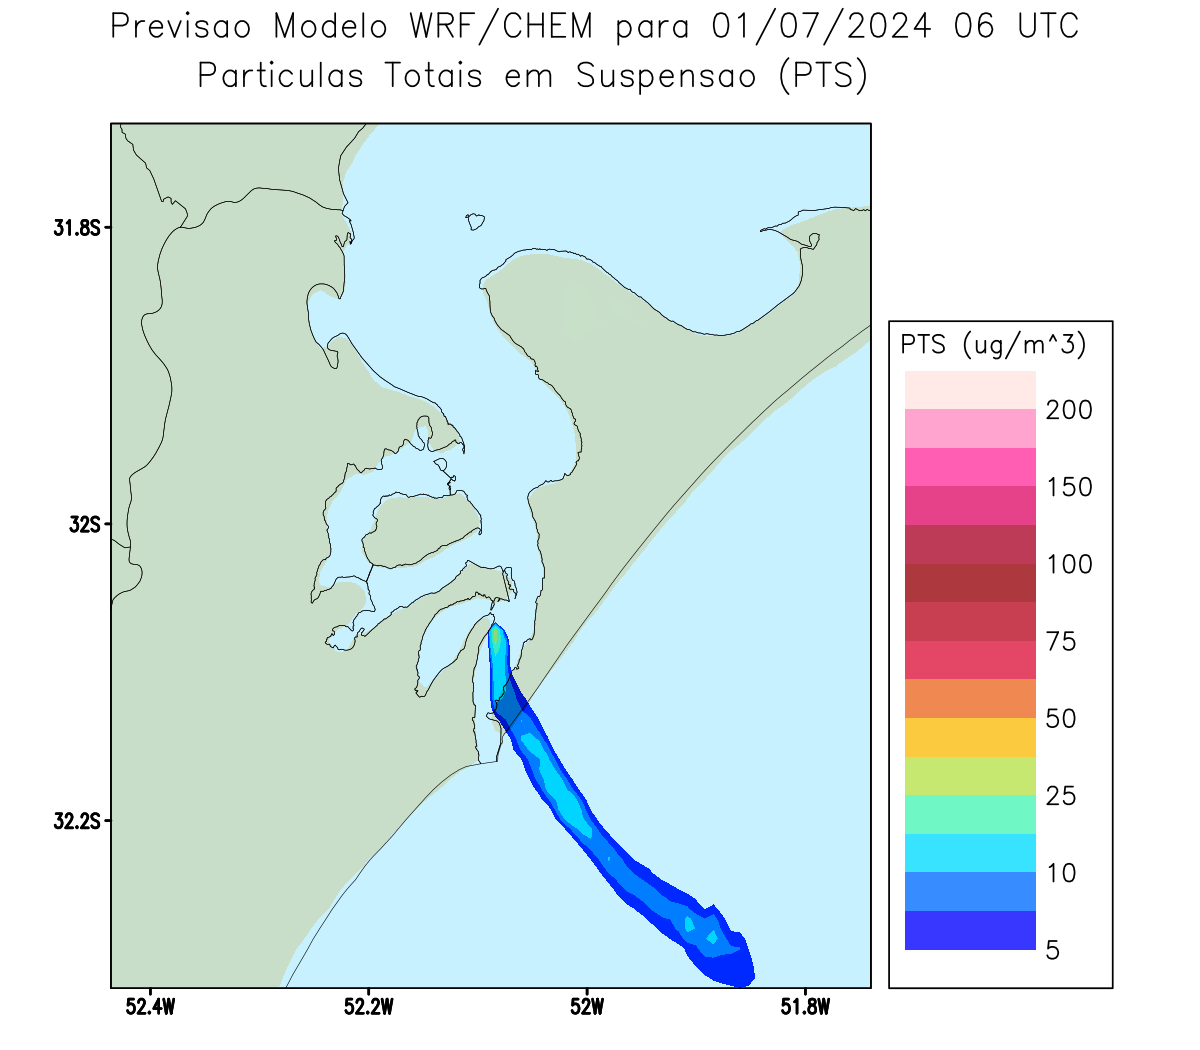 Previsao Modelo WRF/CHEM para 01/07/2024 06 UTC
Particulas Totais em Suspensao (PTS)
31.8S
32S
32.2S
52.4W
52.2W
52W
51.8W
PTS (ug/m^3)
200
150
100
75
50
25
10
5